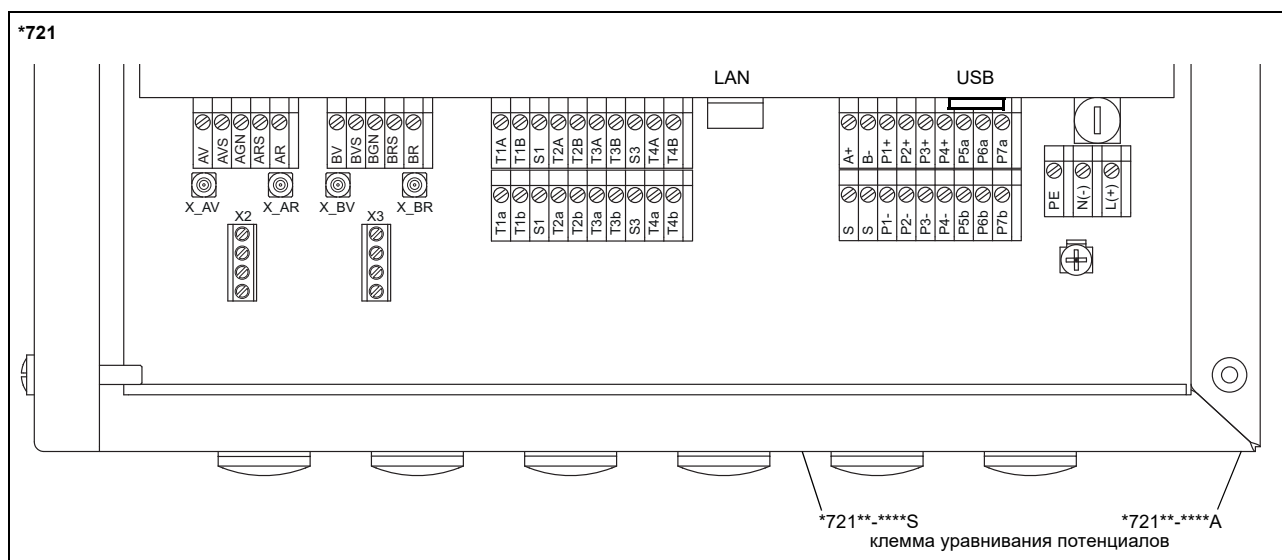 *721
LAN USB
AV AVS AGN ARS AR BV BVS BGN BRS BR T1A T1B S1 T2A T2B T3A T3B S3 T4A T4B A+ B- P1+ P2+ P3+ P4+ P5a P6a P7a
PE N(-) L(+)
X_AV X_AR X_BV X_BR
T1a T1b S1 T2a T2b T3a T3b S3 T4a T4b S S P1- P2- P3- P4- P5b P6b P7b
X2 X3
*721**-****S *721**-****A
клемма уравнивания потенциалов